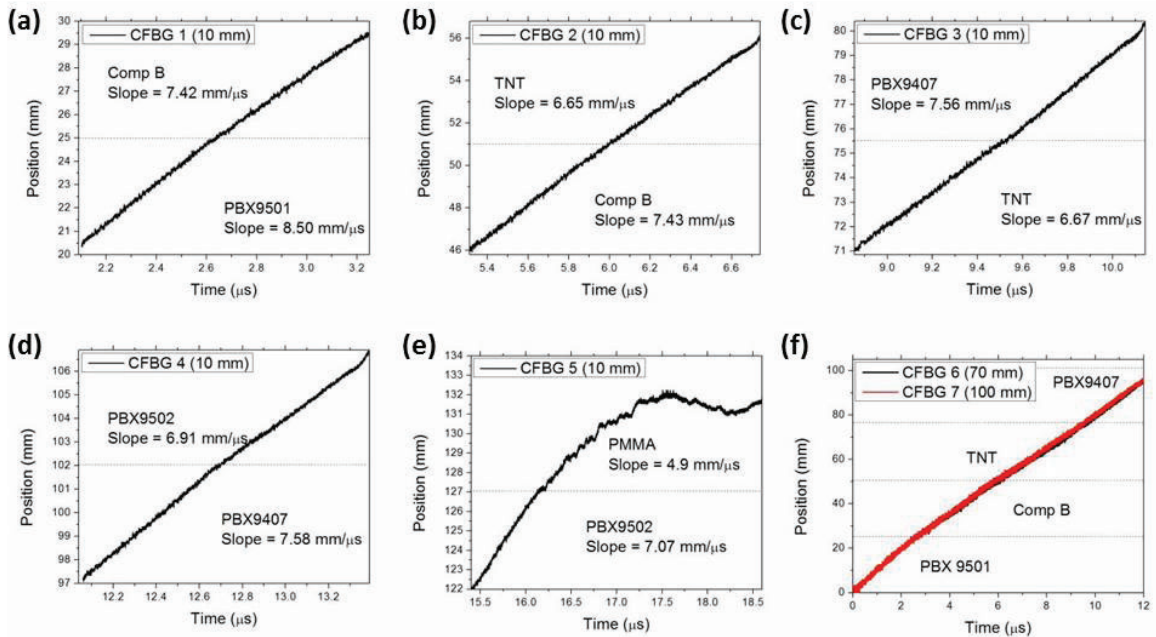 (a)
CFBG 1 (10 mm)
Comp B
Slope = 7.42 mm/μs
PBX9501
Slope = 8.50 mm/μs
Position (mm)
30
29
28
27
26
25
24
23
22
21
20
2.2 2.4 2.6 2.8 3.0 3.2
Time (μs)
(b)
CFBG 2 (10 mm)
TNT
Slope = 6.65 mm/μs
Comp B
Slope = 7.43 mm/μs
Position (mm)
56
54
52
50
48
46
5.4 5.6 5.8 6.0 6.2 6.4 6.6
Time (μs)
(c)
CFBG 3 (10 mm)
PBX9407
Slope = 7.56 mm/μs
TNT
Slope = 6.67 mm/μs
Position (mm)
80
79
78
77
76
75
74
73
72
71
9.0 9.2 9.4 9.6 9.8 10.0
Time (μs)
(d)
CFBG 4 (10 mm)
PBX9502
Slope = 6.91 mm/μs
PBX9407
Slope = 7.58 mm/μs
Position (mm)
106
105
104
103
102
101
100
99
98
97
12.2 12.4 12.6 12.8 13.0 13.2
Time (μs)
(e)
CFBG 5 (10 mm)
PMMA
Slope = 4.9 mm/μs
PBX9502
Slope = 7.07 mm/μs
Position (mm)
134
133
132
131
130
129
128
127
126
125
124
123
122
15.5 16.0 16.5 17.0 17.5 18.0 18.5
Time (μs)
(f)
CFBG 6 (70 mm)
CFBG 7 (100 mm)
PBX9407
TNT
Comp B
PBX 9501
Position (mm)
100
80
60
40
20
0
0 2 4 6 8 10 12
Time (μs)